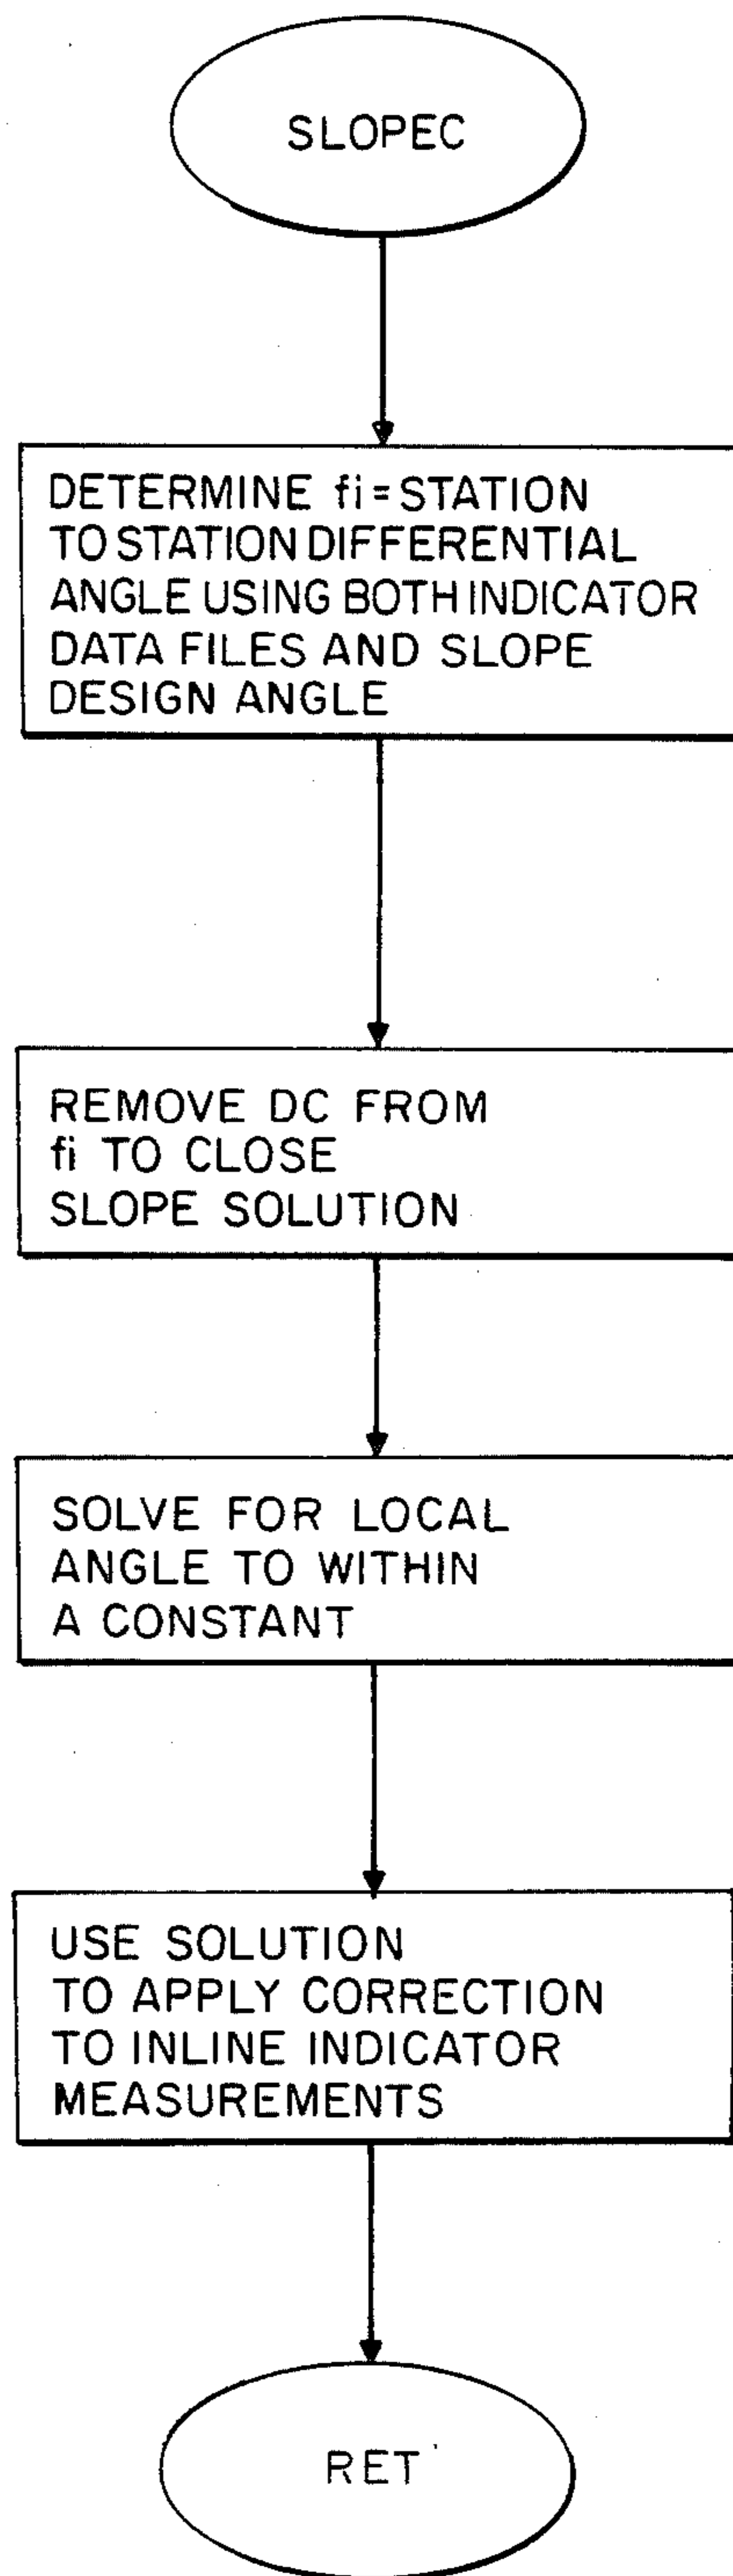 SLOPEC
DETERMINE fi = STATION
TO STATION DIFFERENTIAL
ANGLE USING BOTH INDICATOR
DATA FILES AND SLOPE
DESIGN ANGLE
REMOVE DC FROM
fi TO CLOSE
SLOPE SOLUTION
SOLVE FOR LOCAL
ANGLE TO WITHIN
A CONSTANT
USE SOLUTION
TO APPLY CORRECTION
TO INLINE INDICATOR
MEASUREMENTS
RET